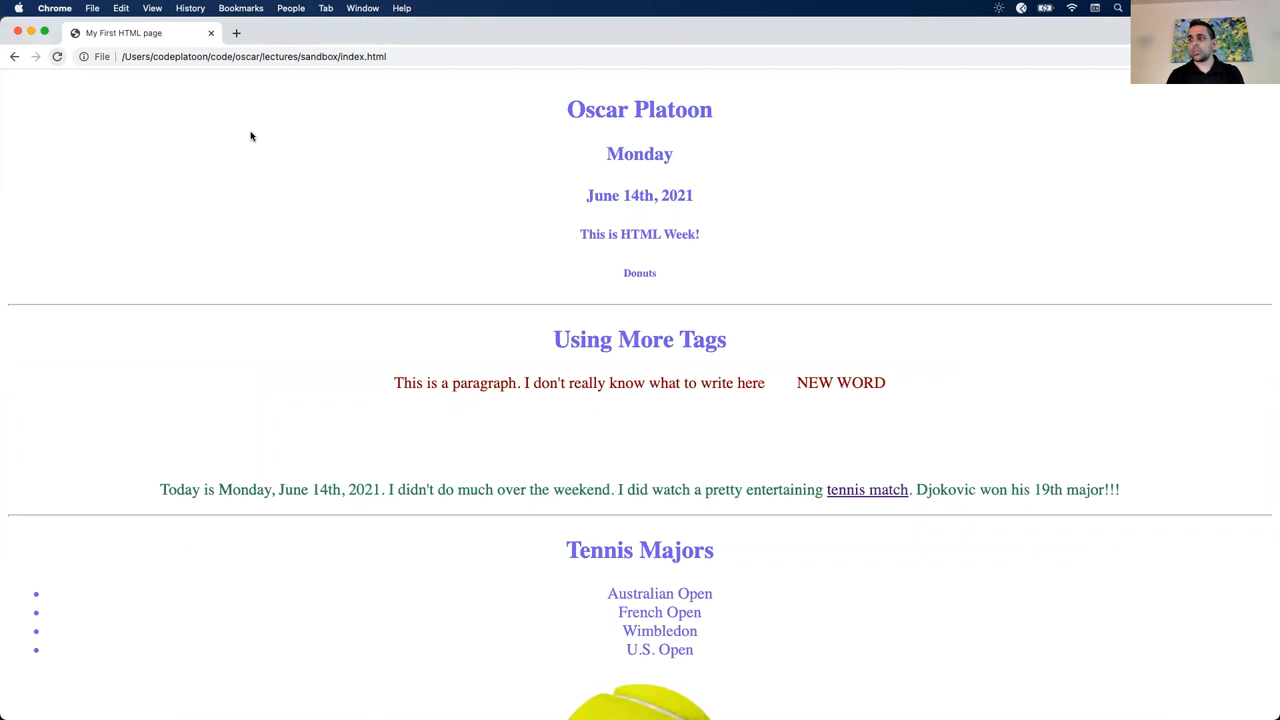 Chrome File Edit View History Bookmarks People Tab Window Help
My First HTML page
File /Users/codeplatoon/code/oscar/lectures/sandbox/index.html
Oscar Platoon
Monday
June 14th, 2021
This is HTML Week!
Donuts
Using More Tags
This is a paragraph. I don't really know what to write here NEW WORD
Today is Monday, June 14th, 2021. I didn't do much over the weekend. I did watch a pretty entertaining tennis match. Djokovic won his 19th major!!!
Tennis Majors
• Australian Open
• French Open
• Wimbledon
• U.S. Open